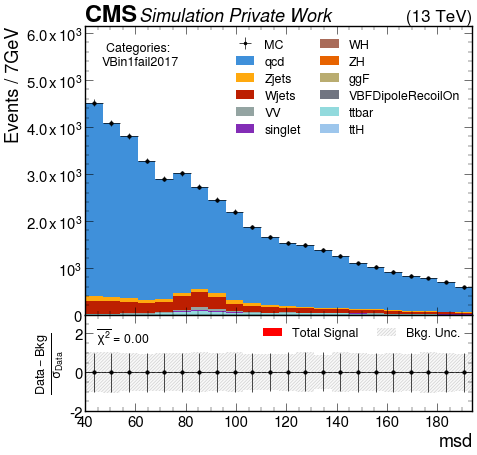 CMS Simulation Private Work (13 TeV)
Events / 7GeV
6.0×10³
5.0×10³
4.0×10³
3.0×10³
2.0×10³
10³
0
Categories:
VBin1fail2017
MC
qcd
Zjets
Wjets
VV
singlet
WH
ZH
ggF
VBFDipoleRecoilOn
ttbar
ttH
Data - Bkg
σData
2
0
-2
χ² = 0.00
Total Signal
Bkg. Unc.
40 60 80 100 120 140 160 180
msd